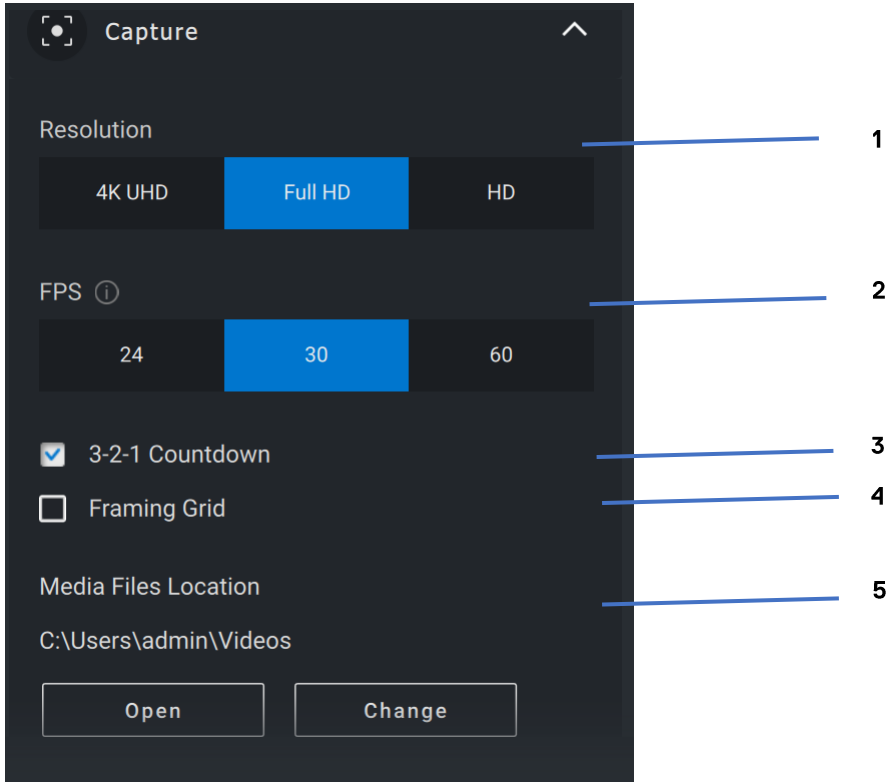 Capture
Resolution
1
4K UHD Full HD HD
FPS
2
24 30 60
3-2-1 Countdown
3
Framing Grid
4
Media Files Location
5
C:\Users\admin\Videos
Open Change